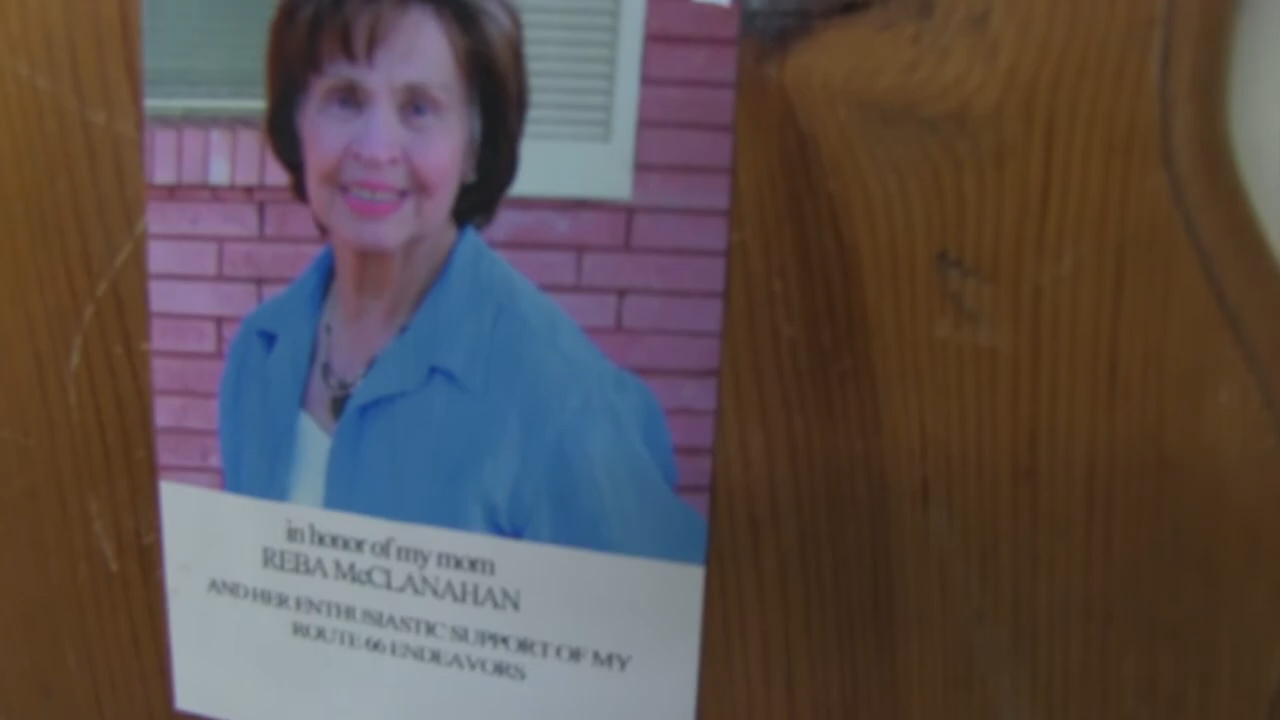 in honor of my mom
REBA McCLANAHAN
AND HER ENTHUSIASTIC SUPPORT OF MY
ROUTE 66 ENDEAVORS